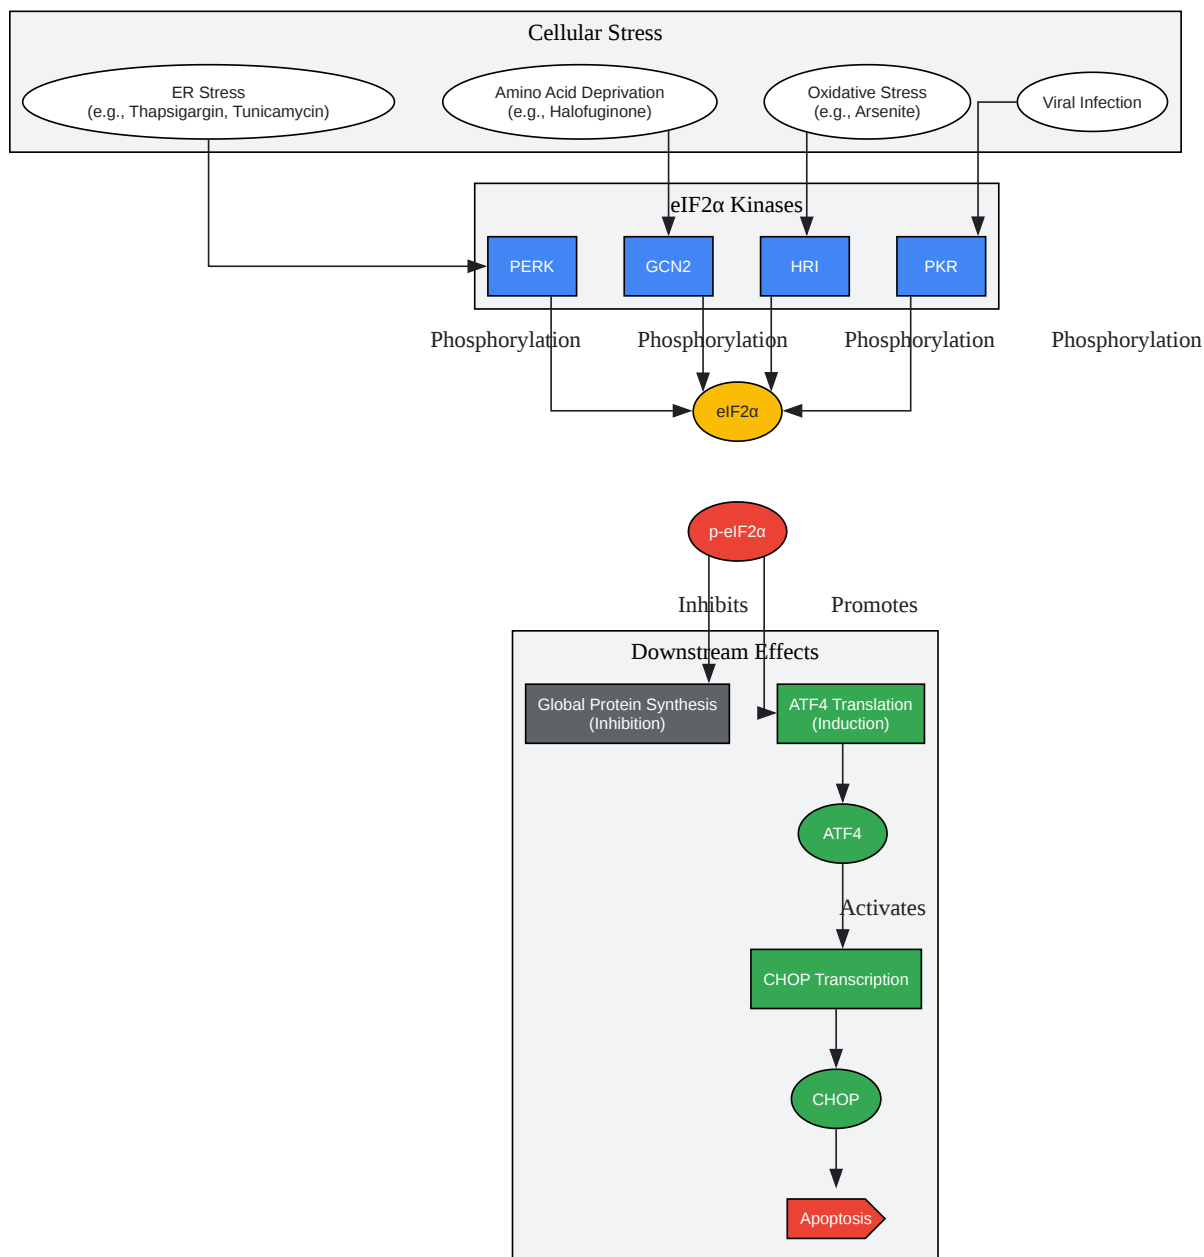 Cellular Stress
ER Stress
(e.g., Thapsigargin, Tunicamycin)
Amino Acid Deprivation
(e.g., Halofuginone)
Oxidative Stress
(e.g., Arsenite)
Viral Infection
eIF2α Kinases
PERK
GCN2
HRI
PKR
Phosphorylation
Phosphorylation
Phosphorylation
Phosphorylation
eIF2α
p-eIF2α
Inhibits
Promotes
Downstream Effects
Global Protein Synthesis
(Inhibition)
ATF4 Translation
(Induction)
ATF4
Activates
CHOP Transcription
CHOP
Apoptosis